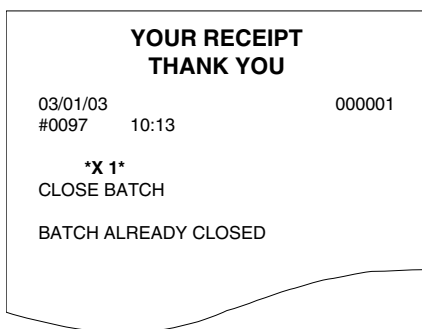 YOUR RECEIPT
THANK YOU
03/01/03 000001
#0097 10:13
*X 1*
CLOSE BATCH
BATCH ALREADY CLOSED